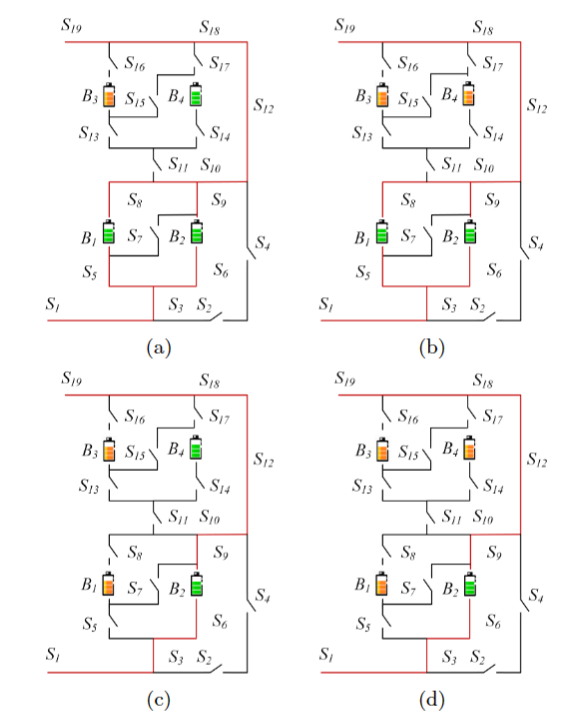 S19 S18 S19 S18
S16 S17 S16 S17
B3 S15 B4 S12 B3 S15 B4 S12
S13 S14 S13 S14
S11 S10 S11 S10
S8 S9 S8 S9
B1 S7 B2 S4 B1 S7 B2 S4
S5 S6 S5 S6
S1 S3 S2 S1 S3 S2
(a) (b)
S19 S18 S19 S18
S16 S17 S16 S17
B3 S15 B4 S12 B3 S15 B4 S12
S13 S14 S13 S14
S11 S10 S11 S10
S8 S9 S8 S9
B1 S7 B2 S4 B1 S7 B2 S4
S5 S6 S5 S6
S1 S3 S2 S1 S3 S2
(c) (d)